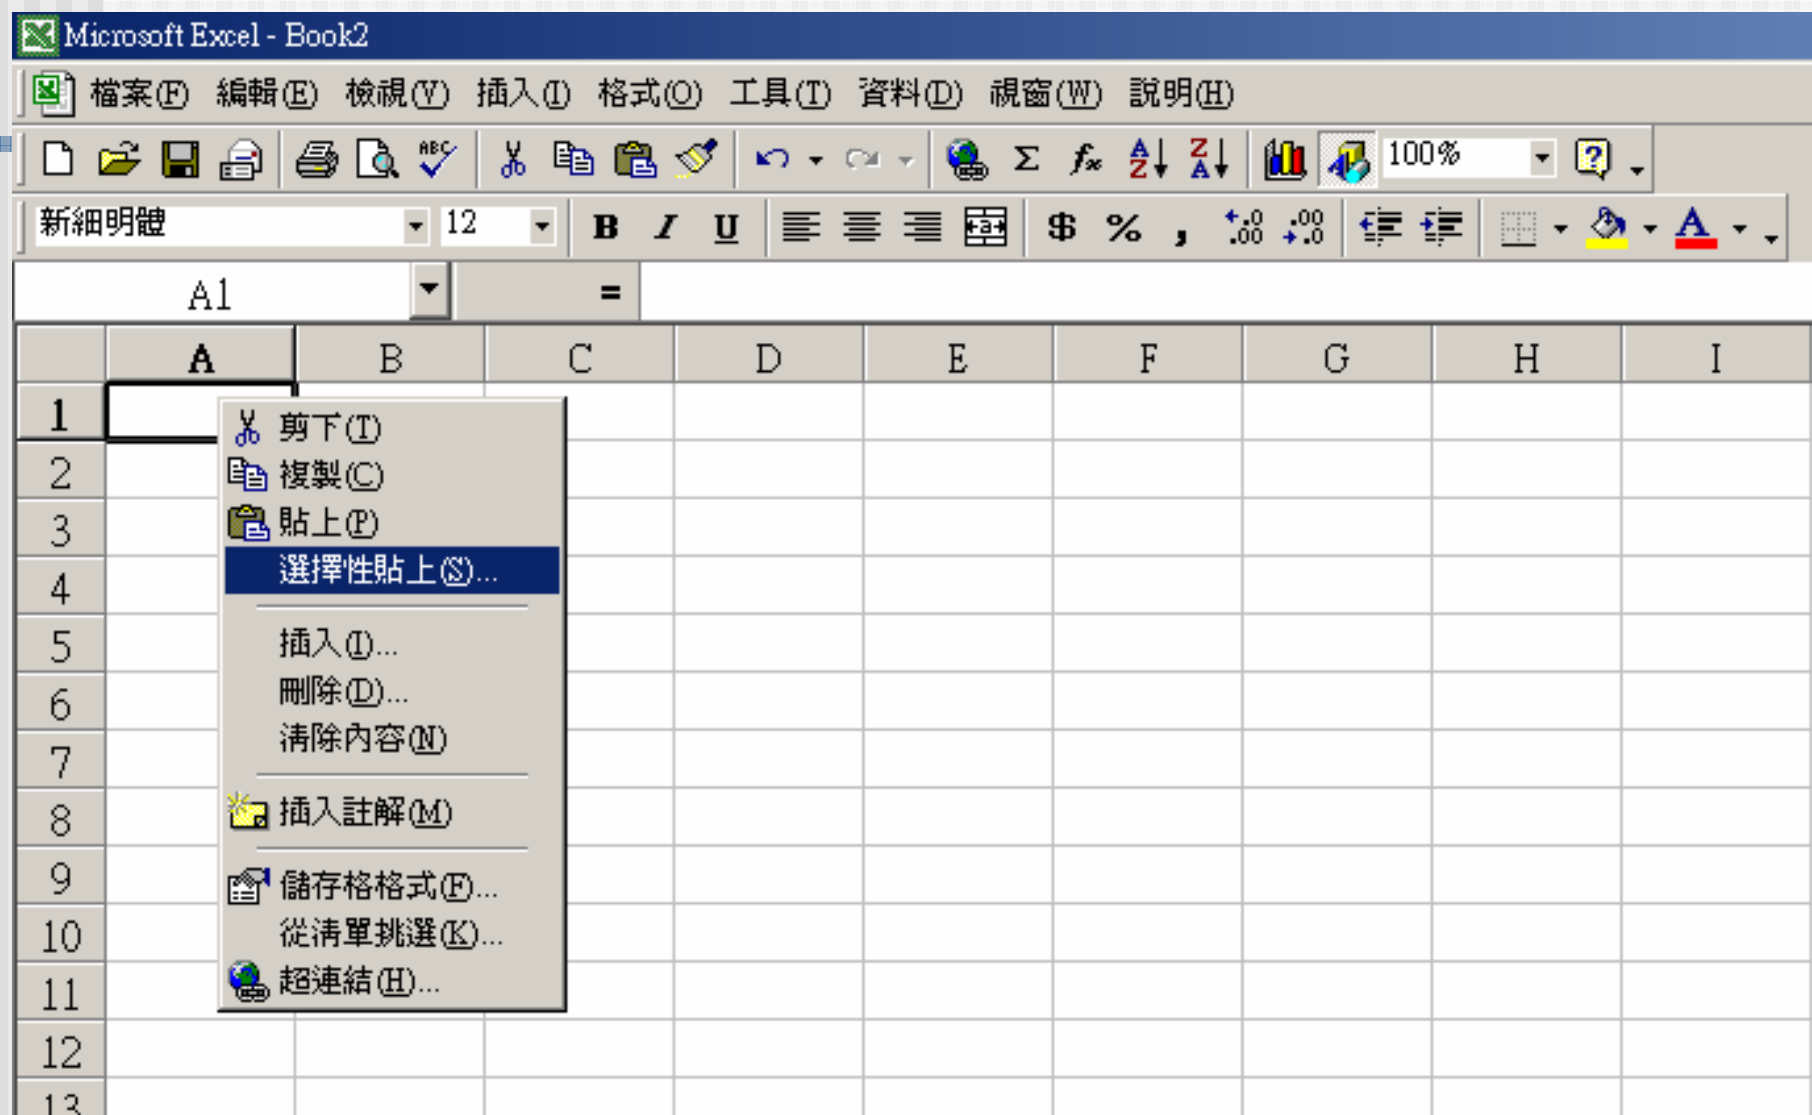 Microsoft Excel - Book2
檔案(F) 編輯(E) 檢視(V) 插入(I) 格式(O) 工具(T) 資料(D) 視窗(W) 說明(H)
100%
新細明體 12 B I U $ % ,
A1 =
A B C D E F G H I
1
剪下(T)
複製(C)
2
貼上(P)
3
選擇性貼上(S)...
4
插入(I)...
5
刪除(D)...
6
清除內容(N)
7
插入註解(M)
8
儲存格格式(F)...
9
從清單挑選(K)...
10
超連結(H)...
11
12
13